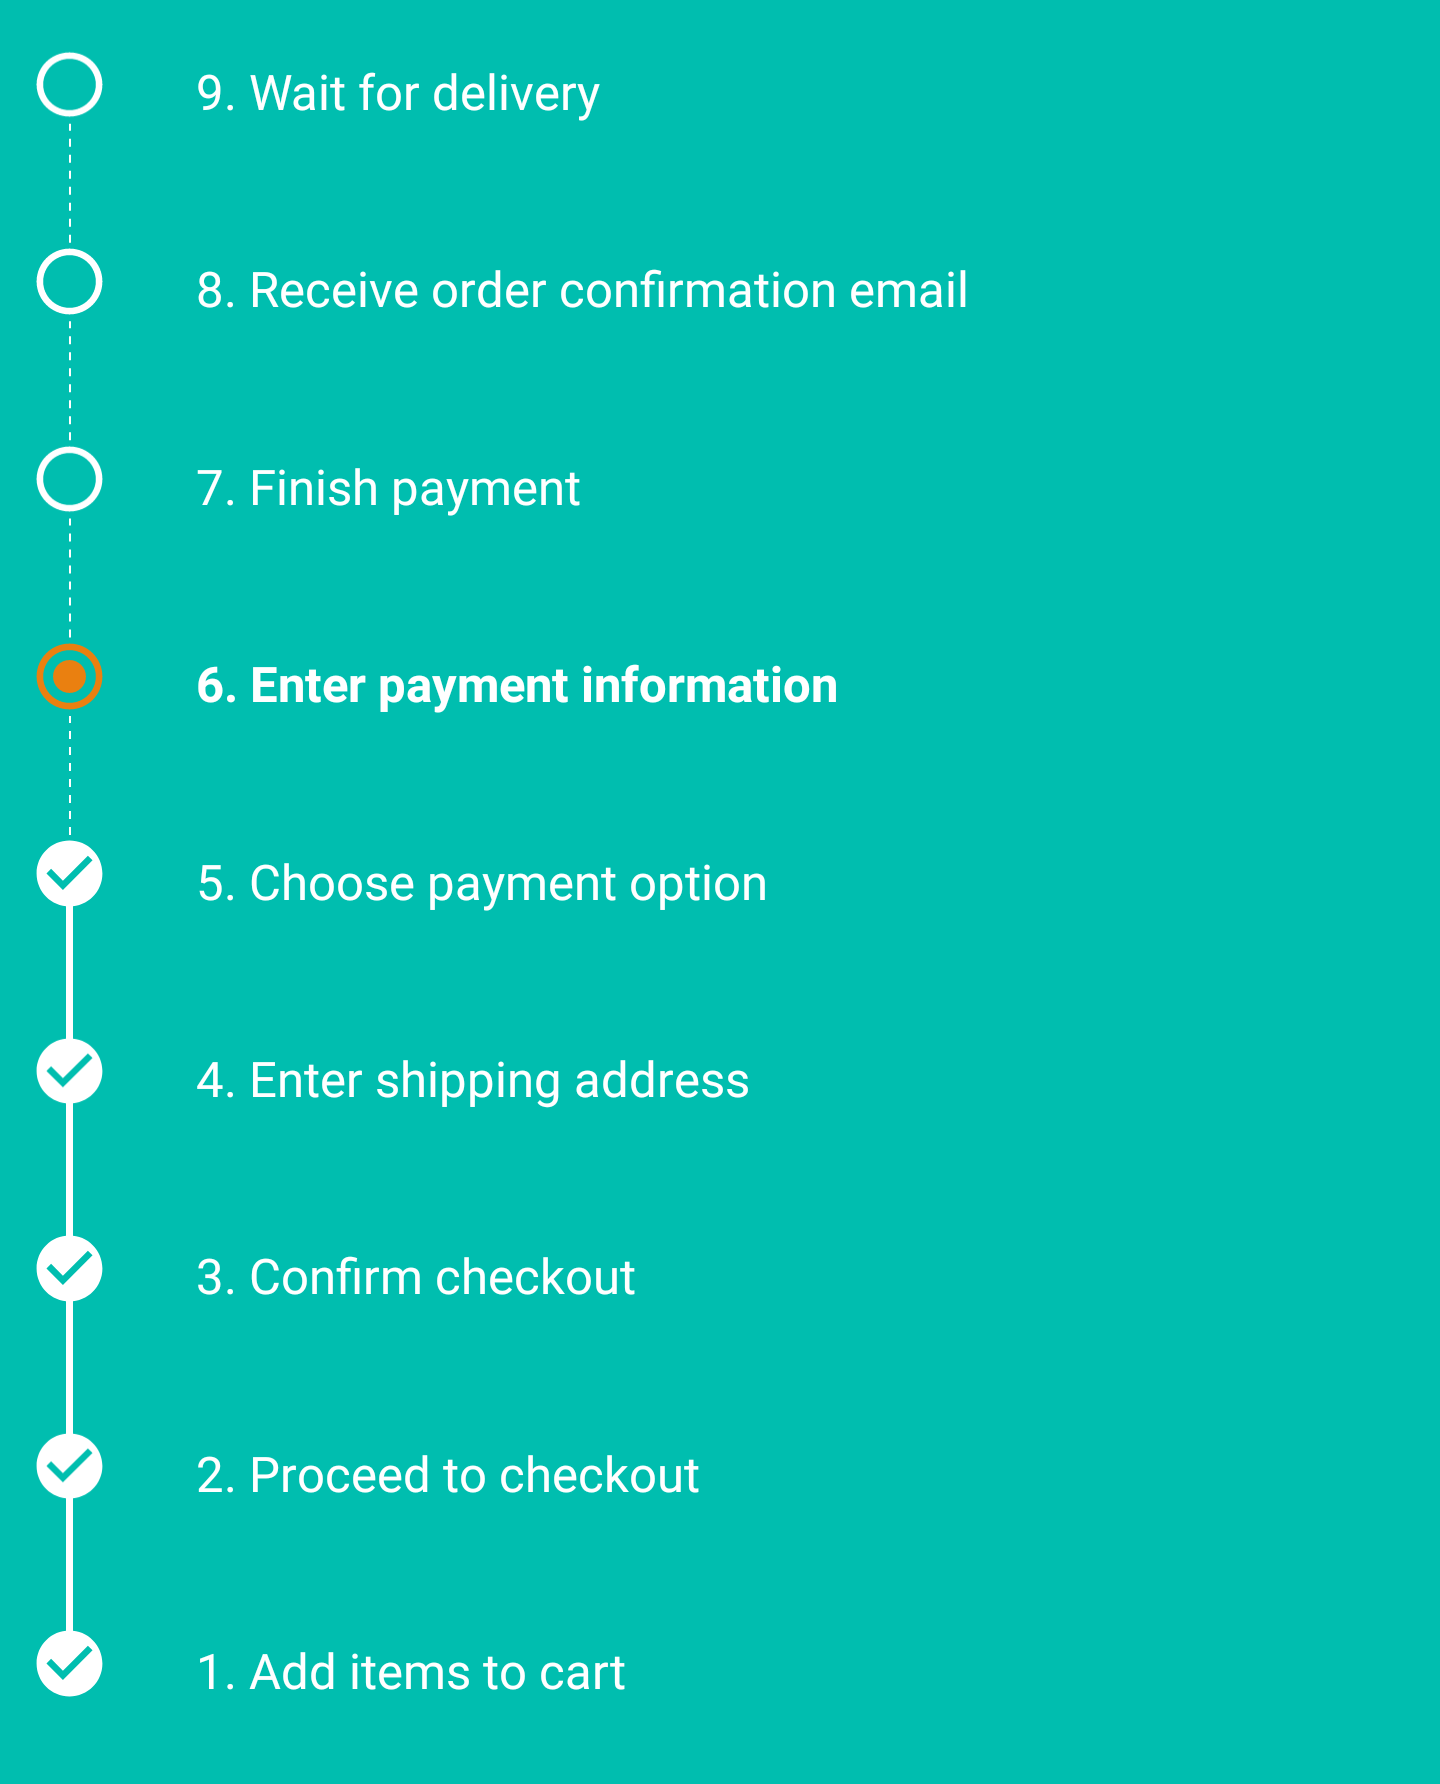 9. Wait for delivery
8. Receive order confirmation email
7. Finish payment
6. Enter payment information
5. Choose payment option
4. Enter shipping address
3. Confirm checkout
2. Proceed to checkout
1. Add items to cart